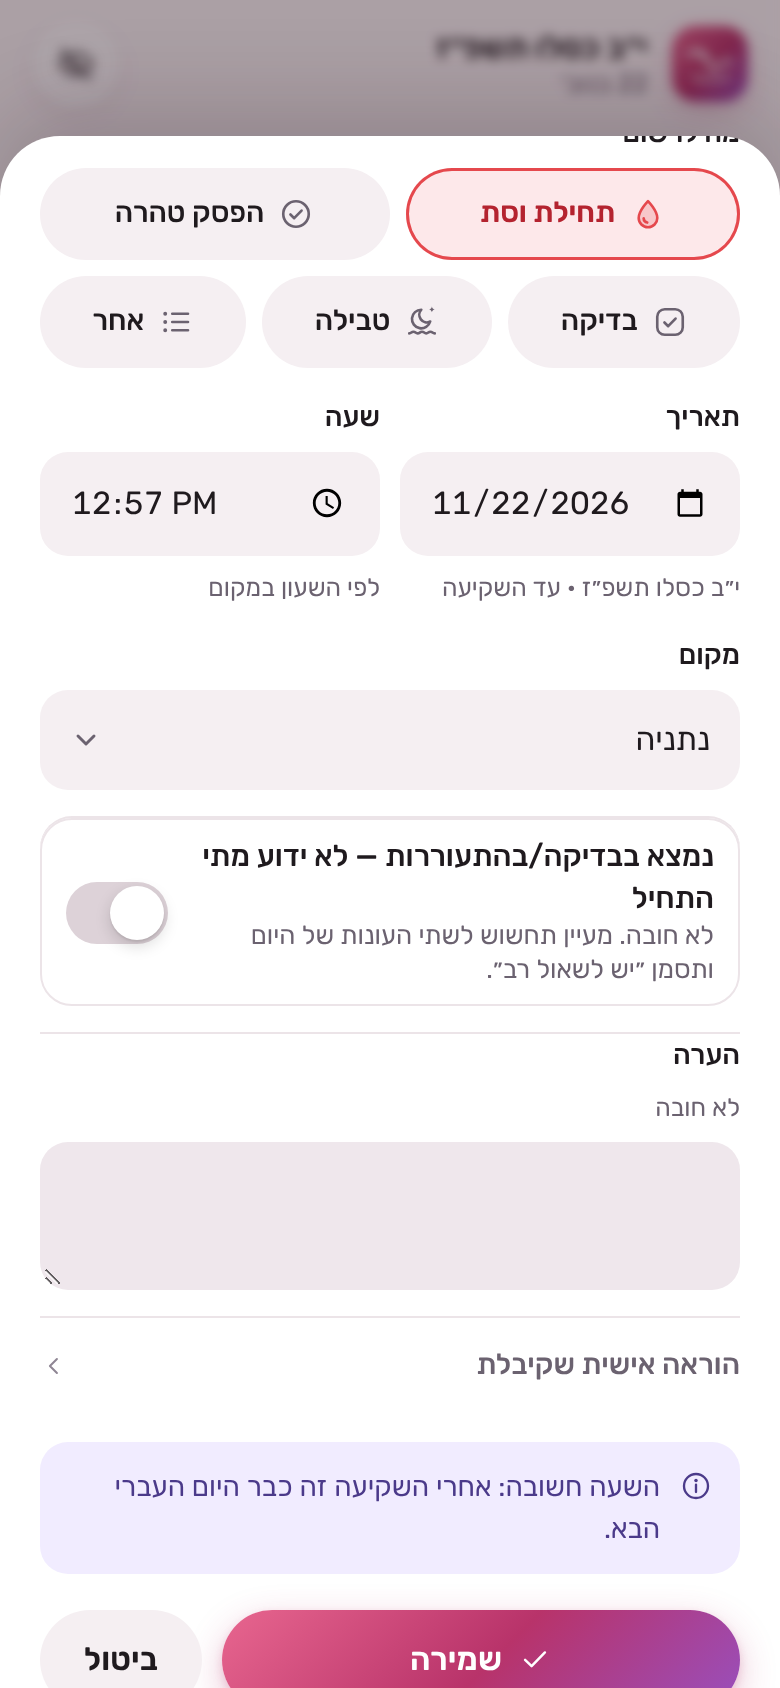 י״ב כסלו תשפ״ז
תחילת וסת
הפסק טהרה
בדיקה
טבילה
אחר
תאריך
שעה
11/22/2026
12:57 PM
י״ב כסלו תשפ״ז • עד השקיעה
לפי השעון במקום
מקום
נתניה
נמצא בבדיקה/בהתעוררות – לא ידוע מתי
התחיל
לא חובה. מעיין תחשוש לשתי העונות של היום
ותסמן ״יש לשאול רב״.
הערה
לא חובה
הוראה אישית שקיבלת
השעה חשובה: אחרי השקיעה זה כבר היום העברי
הבא.
שמירה
ביטול